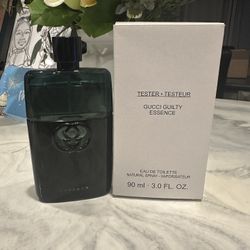 TESTER • TESTEUR
GUCCI GUILTY
ESSENCE
EAU DE TOILETTE
NATURAL SPRAY • VAPORISATEUR
90 ml • 3.0 FL. OZ.